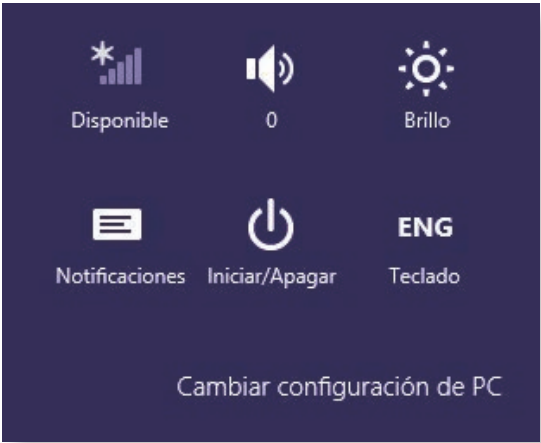 Disponible
0
Brillo
ENG
Notificaciones
Iniciar/Apagar
Teclado
Cambiar configuración de PC